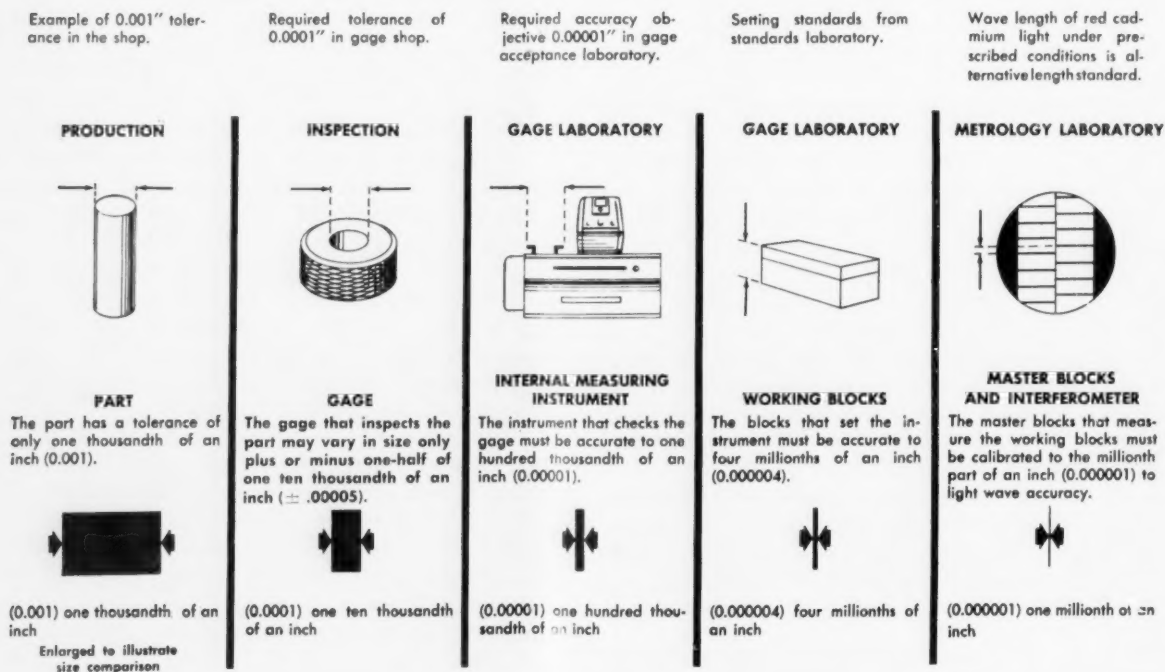 Example of 0.001″ toler-
ance in the shop.
Required tolerance of
0.0001″ in gage shop.
Required accuracy ob-
jective 0.00001″ in gage
acceptance laboratory.
Setting standards from
standards laboratory.
Wave length of red cad-
mium light under pre-
scribed conditions is al-
ternative length standard.
PRODUCTION
INSPECTION
GAGE LABORATORY
GAGE LABORATORY
METROLOGY LABORATORY
PART
The part has a tolerance of
only one thousandth of an
inch (0.001).
GAGE
The gage that inspects the
part may vary in size only
plus or minus one-half of
one ten thousandth of an
inch (± .00005).
INTERNAL MEASURING
INSTRUMENT
The instrument that checks the
gage must be accurate to one
hundred thousandth of an
inch (0.00001).
WORKING BLOCKS
The blocks that set the in-
strument must be accurate to
four millionths of an inch
(0.000004).
MASTER BLOCKS
AND INTERFEROMETER
The master blocks that meas-
ure the working blocks must
be calibrated to the millionth
part of an inch (0.000001) to
light wave accuracy.
(0.001) one thousandth of an
inch
Enlarged to illustrate
size comparison
(0.0001) one ten thousandth
of an inch
(0.00001) one hundred thou-
sandth of an inch
(0.000004) four millionths of
an inch
(0.000001) one millionth of an
inch